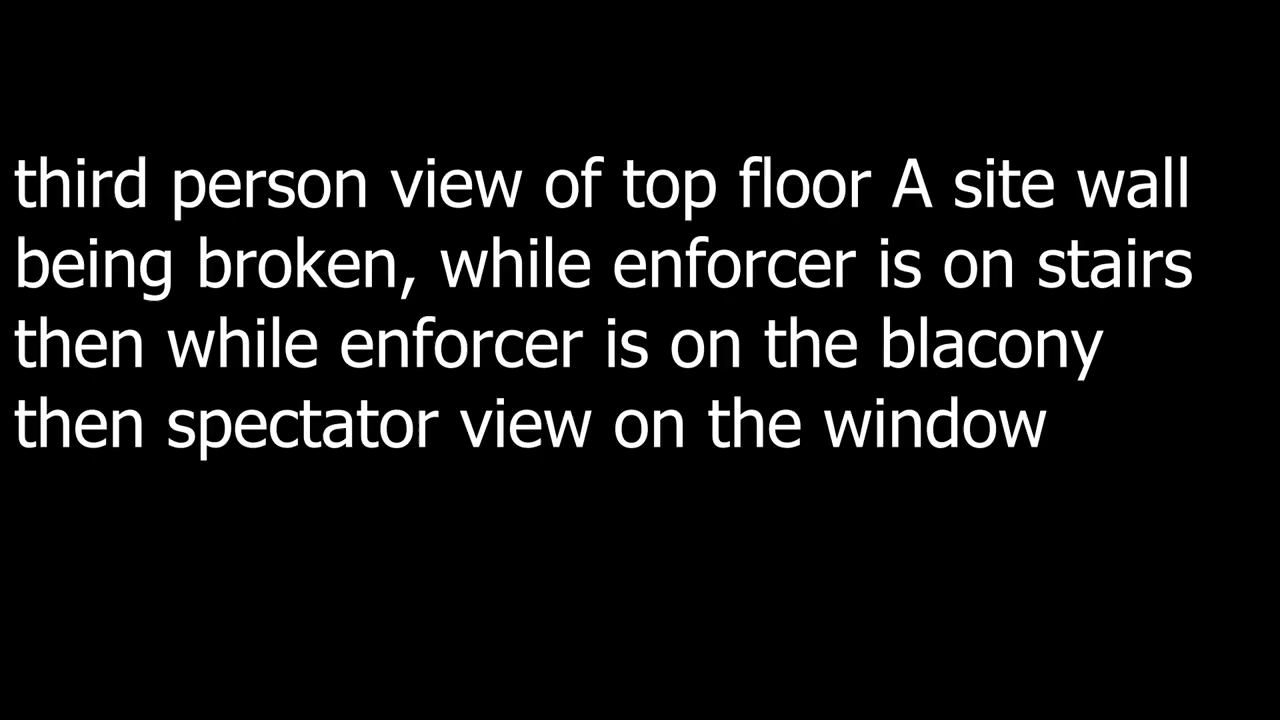 third person view of top floor A site wall
being broken, while enforcer is on stairs
then while enforcer is on the blacony
then spectator view on the window